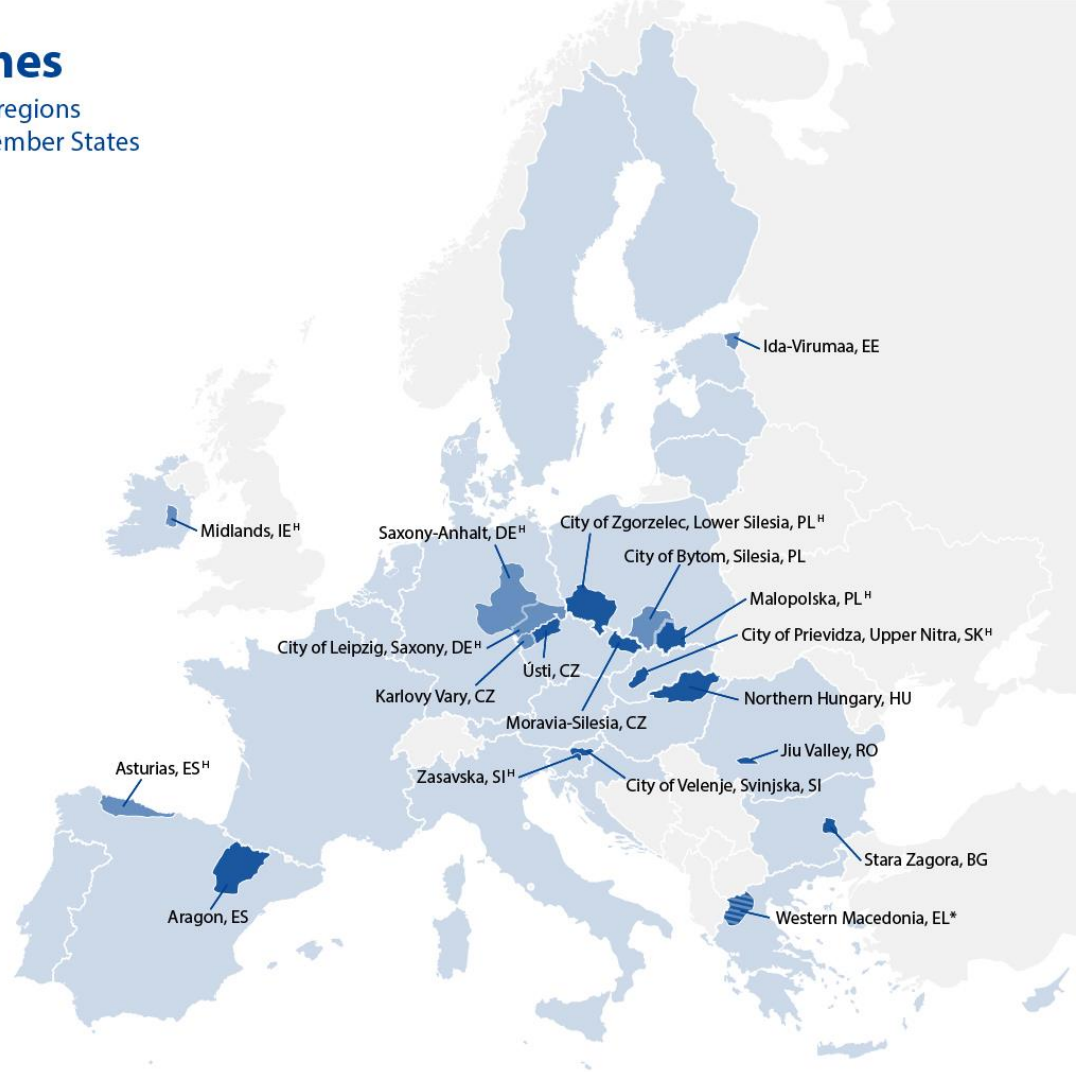 nes
regions
ember States
Ida-Virumaa, EE
Midlands, IE H
Saxony-Anhalt, DE H
City of Zgorzelec, Lower Silesia, PL H
City of Bytom, Silesia, PL
Malopolska, PL H
City of Prievidza, Upper Nitra, SK H
City of Leipzig, Saxony, DE H
Ústi, CZ
Karlovy Vary, CZ
Northern Hungary, HU
Moravia-Silesia, CZ
Jiu Valley, RO
Asturias, ES H
Zasavska, SI H
City of Velenje, Svinjska, SI
Stara Zagora, BG
Aragon, ES
Western Macedonia, EL*